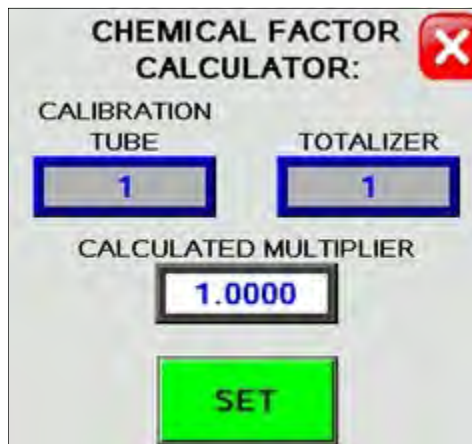 CHEMICAL FACTOR
CALCULATOR:
CALIBRATION
TUBE
TOTALIZER
1
1
CALCULATED MULTIPLIER
1.0000
SET